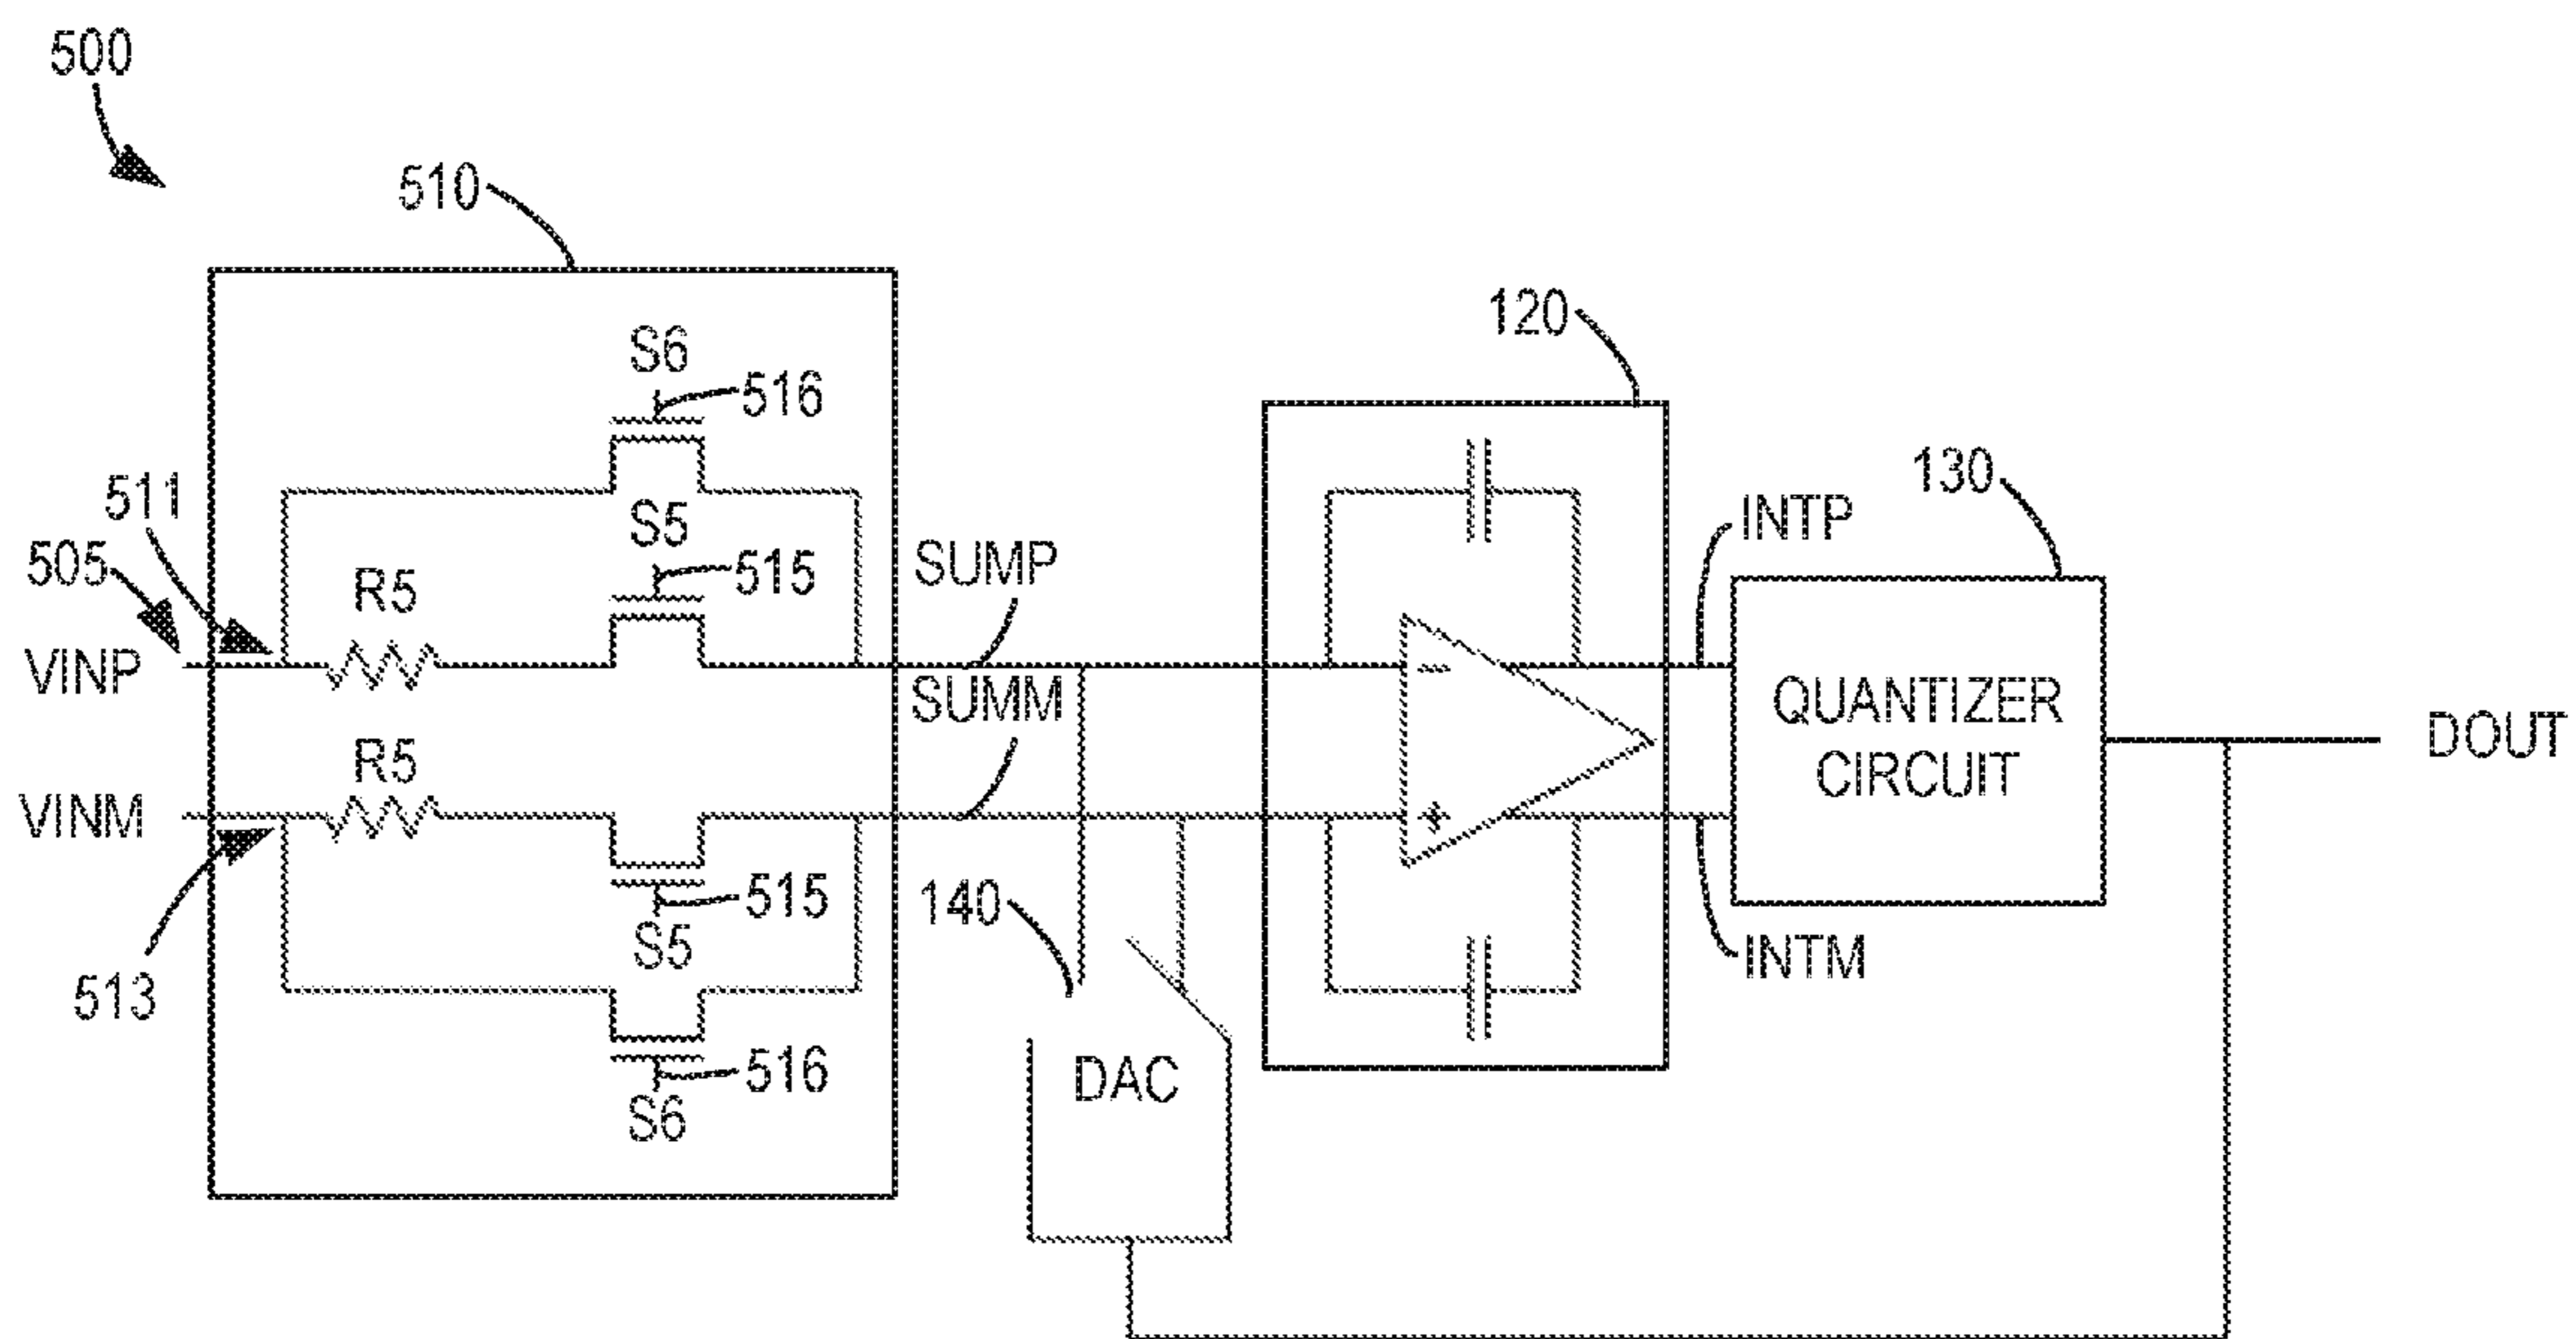 500
510
S6
516
120
511
S5
130
INTP
505
515
SUMP
R5
VINP
SUMM
QUANTIZER
CIRCUIT
DOUT
R5
VINM
515
140
S5
INTM
513
516
DAC
S6
−
+